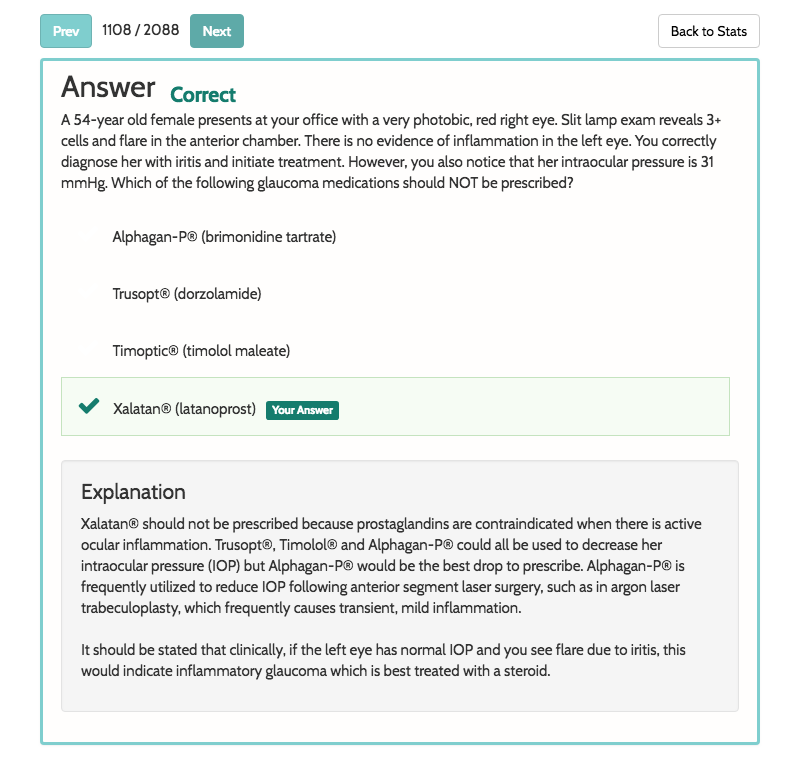 Prev 1108 / 2088 Next Back to Stats
Answer Correct
A 54-year old female presents at your office with a very photobic, red right eye. Slit lamp exam reveals 3+
cells and flare in the anterior chamber. There is no evidence of inflammation in the left eye. You correctly
diagnose her with iritis and initiate treatment. However, you also notice that her intraocular pressure is 31
mmHg. Which of the following glaucoma medications should NOT be prescribed?
Alphagan-P® (brimonidine tartrate)
Trusopt® (dorzolamide)
Timoptic® (timolol maleate)
Xalatan® (latanoprost) Your Answer
Explanation
Xalatan® should not be prescribed because prostaglandins are contraindicated when there is active
ocular inflammation. Trusopt®, Timolol® and Alphagan-P® could all be used to decrease her
intraocular pressure (IOP) but Alphagan-P® would be the best drop to prescribe. Alphagan-P® is
frequently utilized to reduce IOP following anterior segment laser surgery, such as in argon laser
trabeculoplasty, which frequently causes transient, mild inflammation.
It should be stated that clinically, if the left eye has normal IOP and you see flare due to iritis, this
would indicate inflammatory glaucoma which is best treated with a steroid.